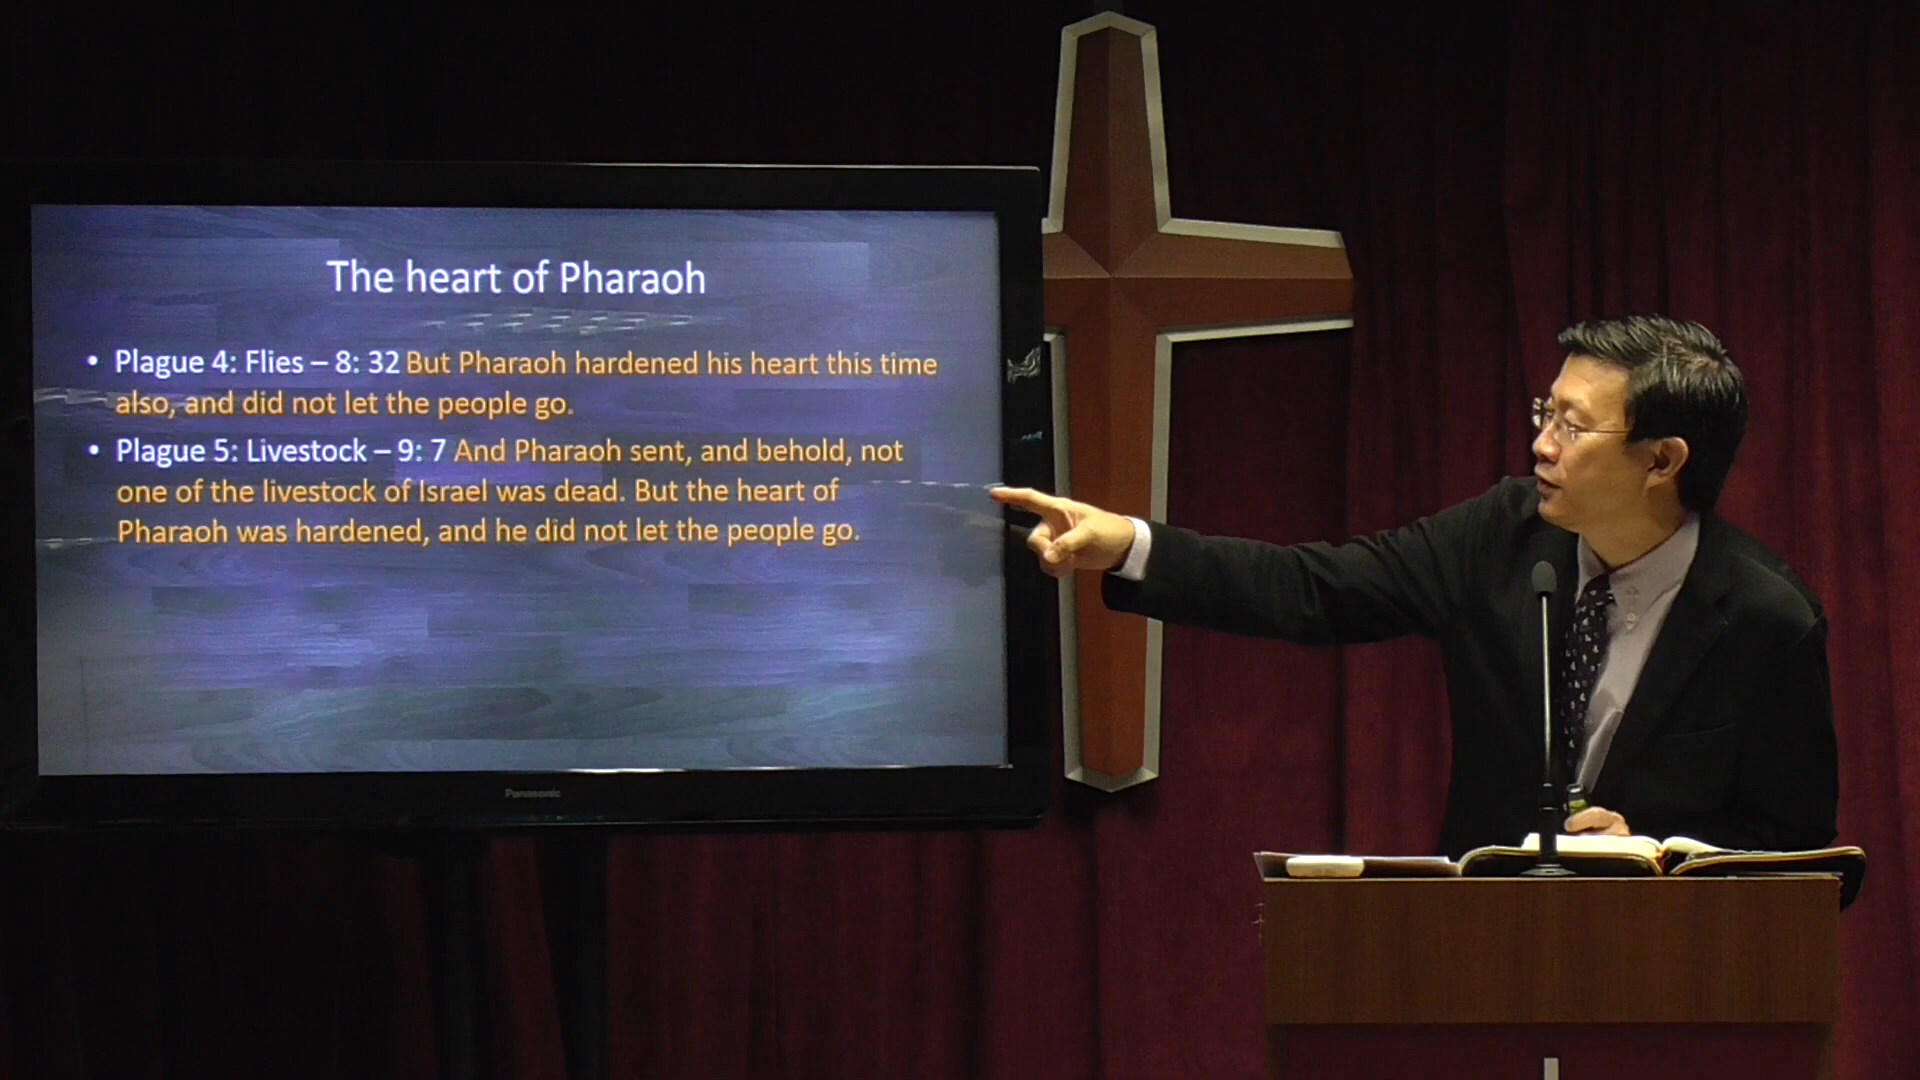 The heart of Pharaoh
• Plague 4: Flies – 8: 32 But Pharaoh hardened his heart this time
also, and did not let the people go.
• Plague 5: Livestock – 9: 7 And Pharaoh sent, and behold, not
one of the livestock of Israel was dead. But the heart of
Pharaoh was hardened, and he did not let the people go.
Panasonic